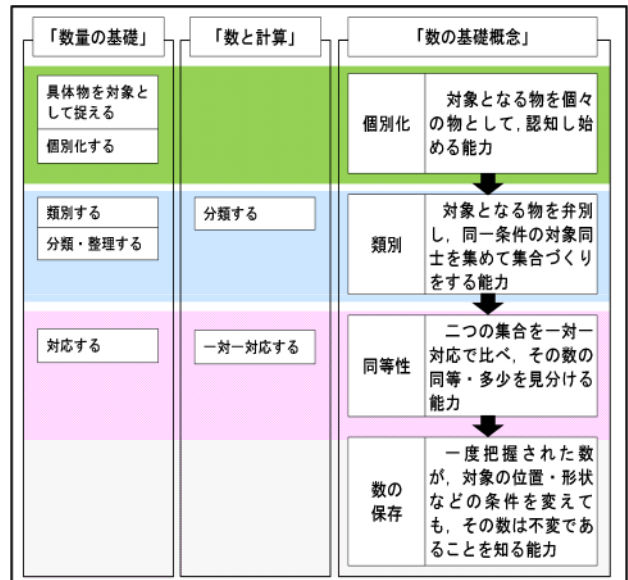 「数量の基礎」
「数と計算」
「数の基礎概念」
具体物を対象と
して捉える
個別化する
個別化
対象となる物を個々
の物として,認知し始
める能力
類別する
分類・整理する
分類する
類別
対象となる物を弁別
し,同一条件の対象同
士を集めて集合づくり
をする能力
対応する
一対一対応する
同等性
二つの集合を一対一
対応で比べ,その数の
同等・多少を見分ける
能力
数の
保存
一度把握された数
が,対象の位置・形状
などの条件を変えて
も,その数は不変であ
ることを知る能力